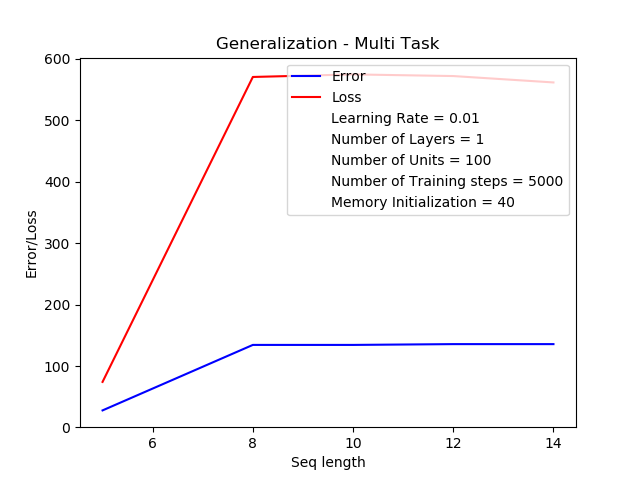 Generalization - Multi Task
600
500
400
300
200
100
0
Error/Loss
Error
Loss
Learning Rate = 0.01
Number of Layers = 1
Number of Units = 100
Number of Training steps = 5000
Memory Initialization = 40
6
8
10
12
14
Seq length